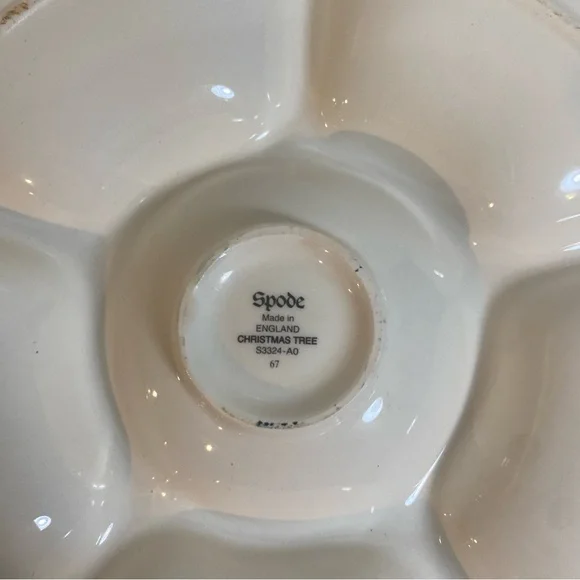 Spode
Made in
ENGLAND
CHRISTMAS TREE
S3324-A0
67